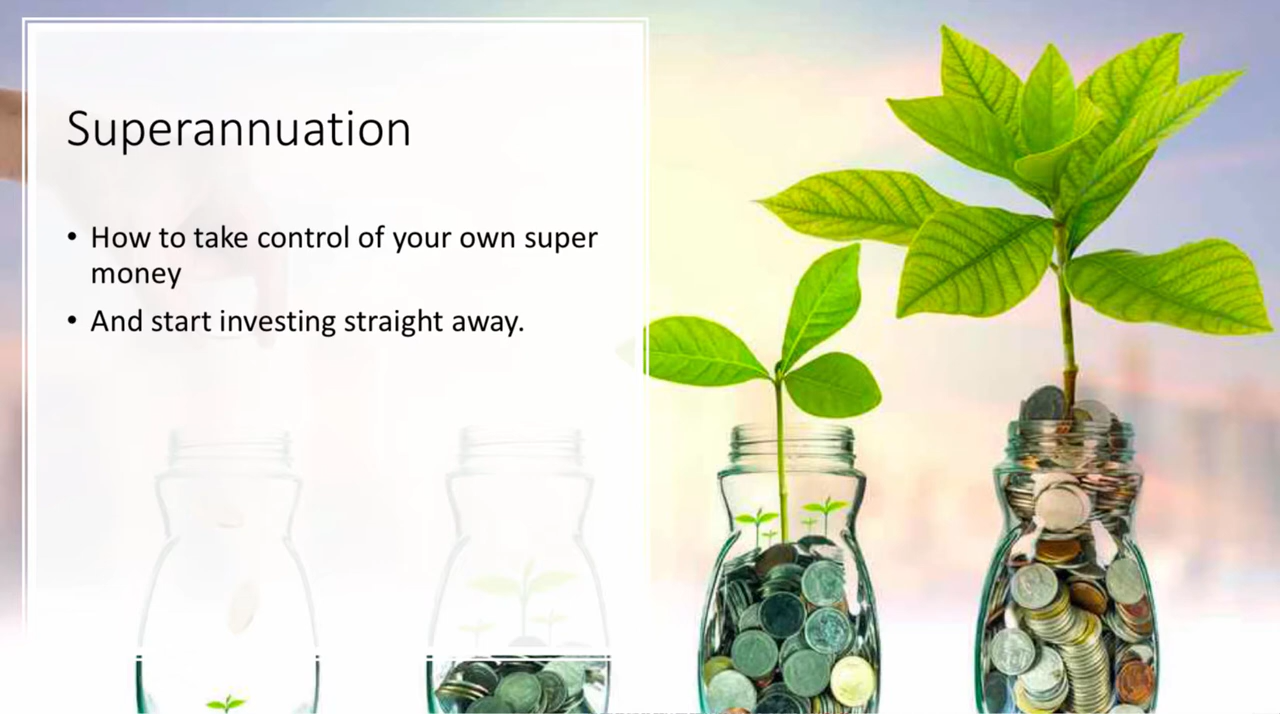 Superannuation
• How to take control of your own super
money
• And start investing straight away.